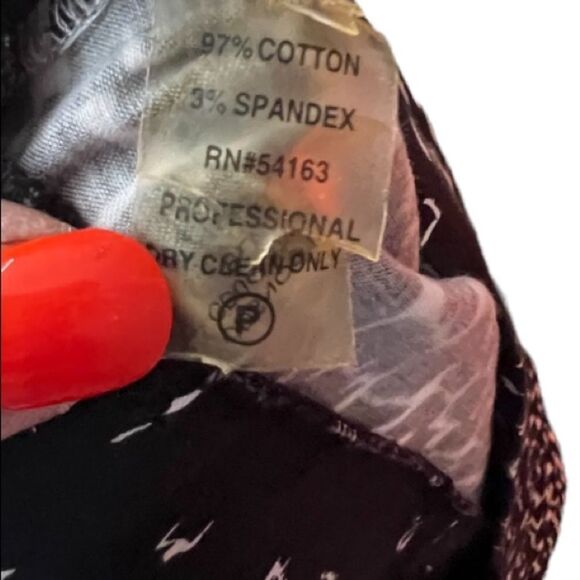 97% COTTON
3% SPANDEX
RN#54163
PROFESSIONAL
DRY CLEAN ONLY
P